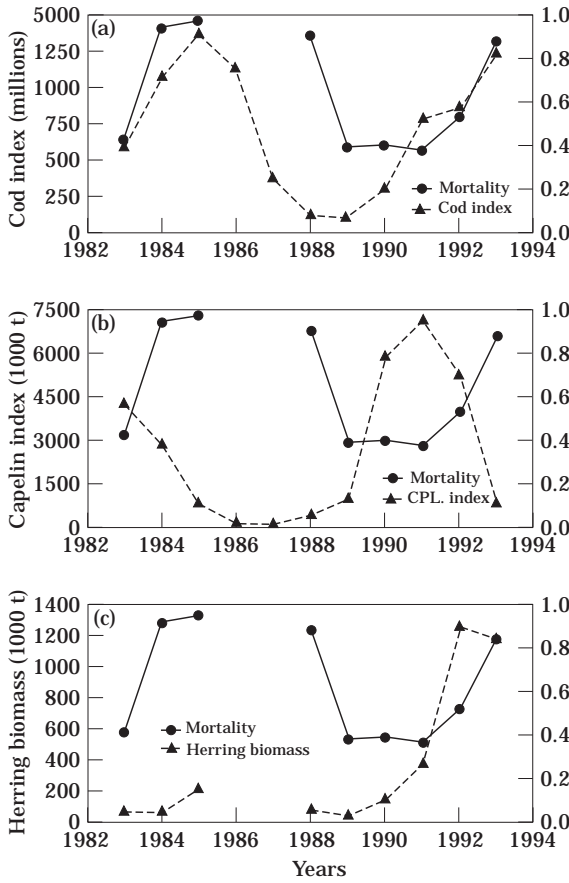 (a)
Cod index (millions)
5000
1250
1000
750
500
250
0
1.0
0.8
0.6
0.4
0.2
0.0
Mortality
Cod index
1982 1984 1986 1988 1990 1992 1994
(b)
Capelin index (1000 t)
7500
6000
4500
3000
1500
0
1.0
0.8
0.6
0.4
0.2
0.0
Mortality
CPL. index
1982 1984 1986 1988 1990 1992 1994
(c)
Herring biomass (1000 t)
1400
1200
1000
800
600
400
200
0
1.0
0.8
0.6
0.4
0.2
0.0
Mortality
Herring biomass
1982 1984 1986 1988 1990 1992 1994
Years